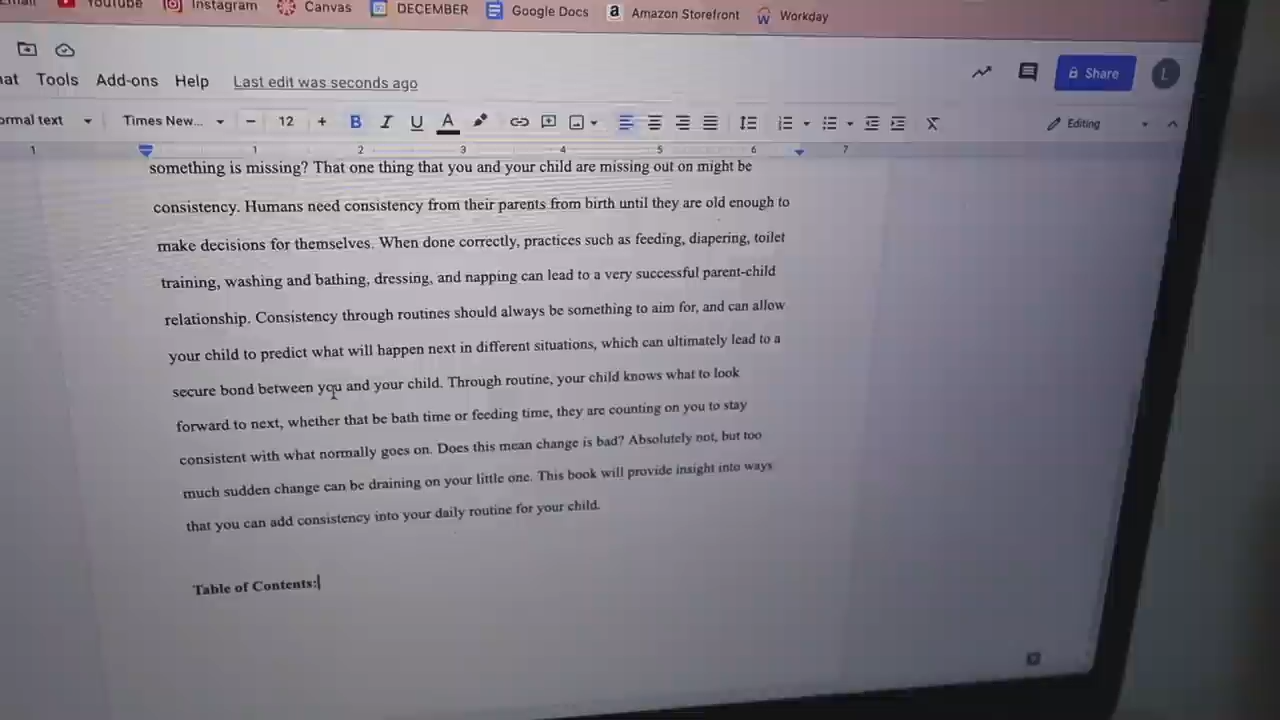 YouTube Instagram Canvas DECEMBER Google Docs Amazon Storefront Workday
Tools Add-ons Help Last edit was seconds ago Share L
Times New... 12 B I U A Editing
1 1 2 3 4 5 6 7
something is missing? That one thing that you and your child are missing out on might be
consistency. Humans need consistency from their parents from birth until they are old enough to
make decisions for themselves. When done correctly, practices such as feeding, diapering, toilet
training, washing and bathing, dressing, and napping can lead to a very successful parent-child
relationship. Consistency through routines should always be something to aim for, and can allow
your child to predict what will happen next in different situations, which can ultimately lead to a
secure bond between you and your child. Through routine, your child knows what to look
forward to next, whether that be bath time or feeding time, they are counting on you to stay
consistent with what normally goes on. Does this mean change is bad? Absolutely not, but too
much sudden change can be draining on your little one. This book will provide insight into ways
that you can add consistency into your daily routine for your child.
Table of Contents: